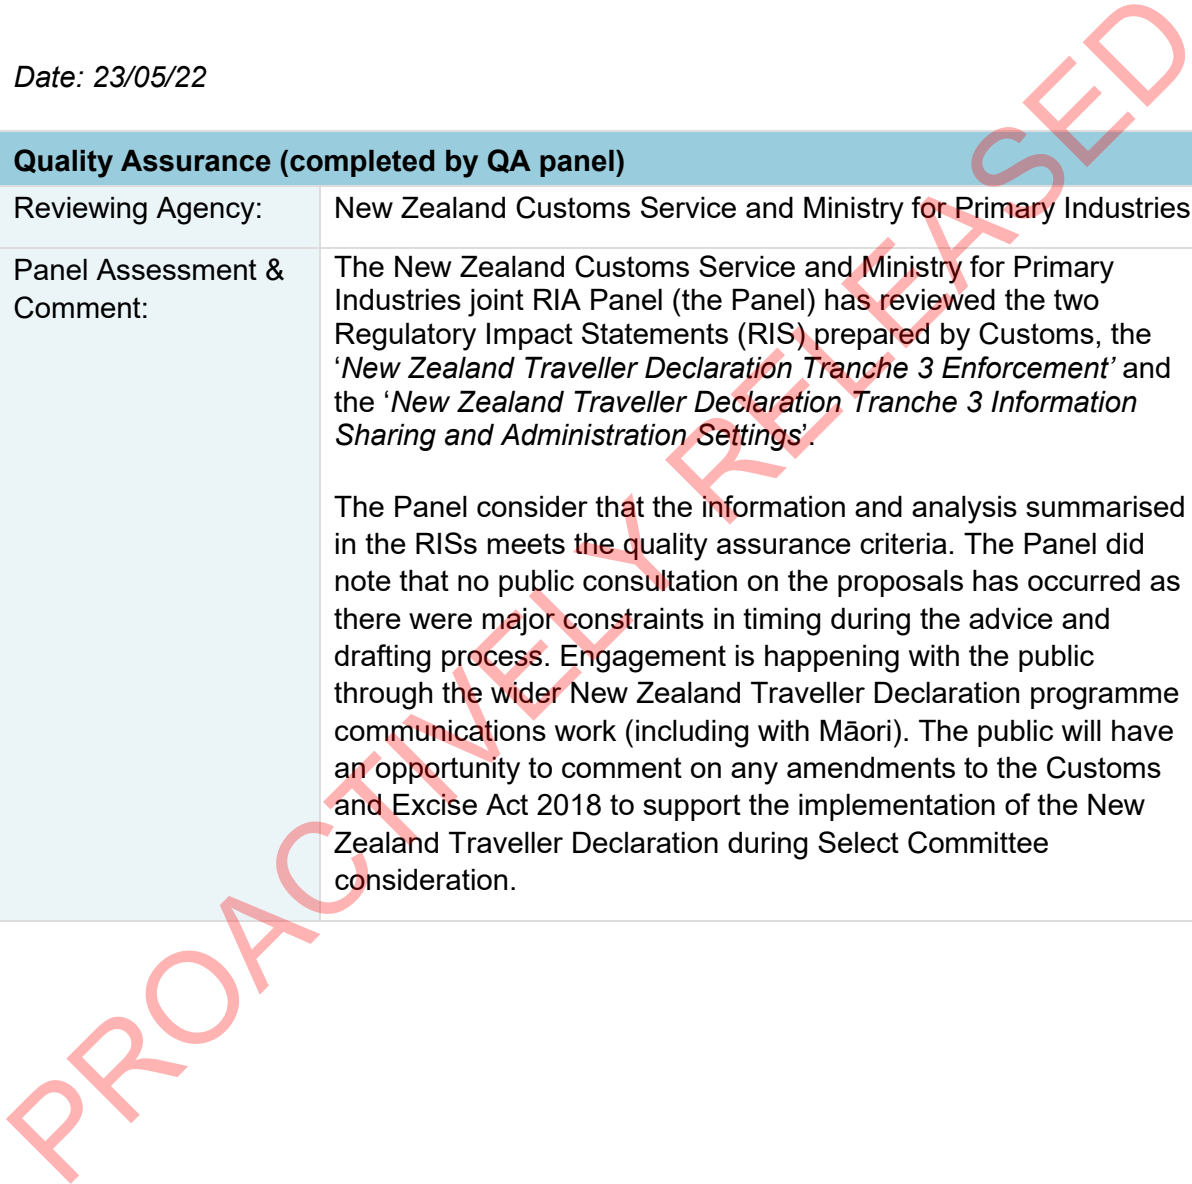 Date: 23/05/22
Quality Assurance (completed by QA panel)
Reviewing Agency:
New Zealand Customs Service and Ministry for Primary Industries
Panel Assessment &
Comment:
The New Zealand Customs Service and Ministry for Primary
Industries joint RIA Panel (the Panel) has reviewed the two
Regulatory Impact Statements (RIS) prepared by Customs, the
‘New Zealand Traveller Declaration Tranche 3 Enforcement’ and
the ‘New Zealand Traveller Declaration Tranche 3 Information
Sharing and Administration Settings’.
The Panel consider that the information and analysis summarised
in the RISs meets the quality assurance criteria. The Panel did
note that no public consultation on the proposals has occurred as
there were major constraints in timing during the advice and
drafting process. Engagement is happening with the public
through the wider New Zealand Traveller Declaration programme
communications work (including with Māori). The public will have
an opportunity to comment on any amendments to the Customs
and Excise Act 2018 to support the implementation of the New
Zealand Traveller Declaration during Select Committee
consideration.
PROACTIVELY RELEASED